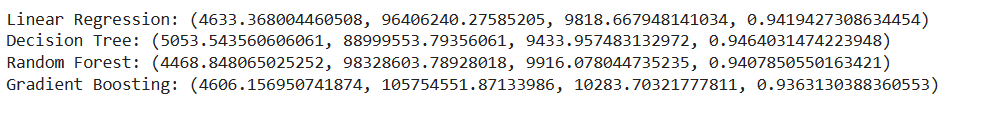 Linear Regression: (4633.368004460508, 96406240.27585205, 9818.667948141034, 0.9419427308634454)
Decision Tree: (5053.543560606061, 88999553.79356061, 9433.957483132972, 0.9464031474223948)
Random Forest: (4468.848065025252, 98328603.78928018, 9916.078044735235, 0.9407850550163421)
Gradient Boosting: (4606.156950741874, 105754551.87133986, 10283.70321777811, 0.9363130388360553)